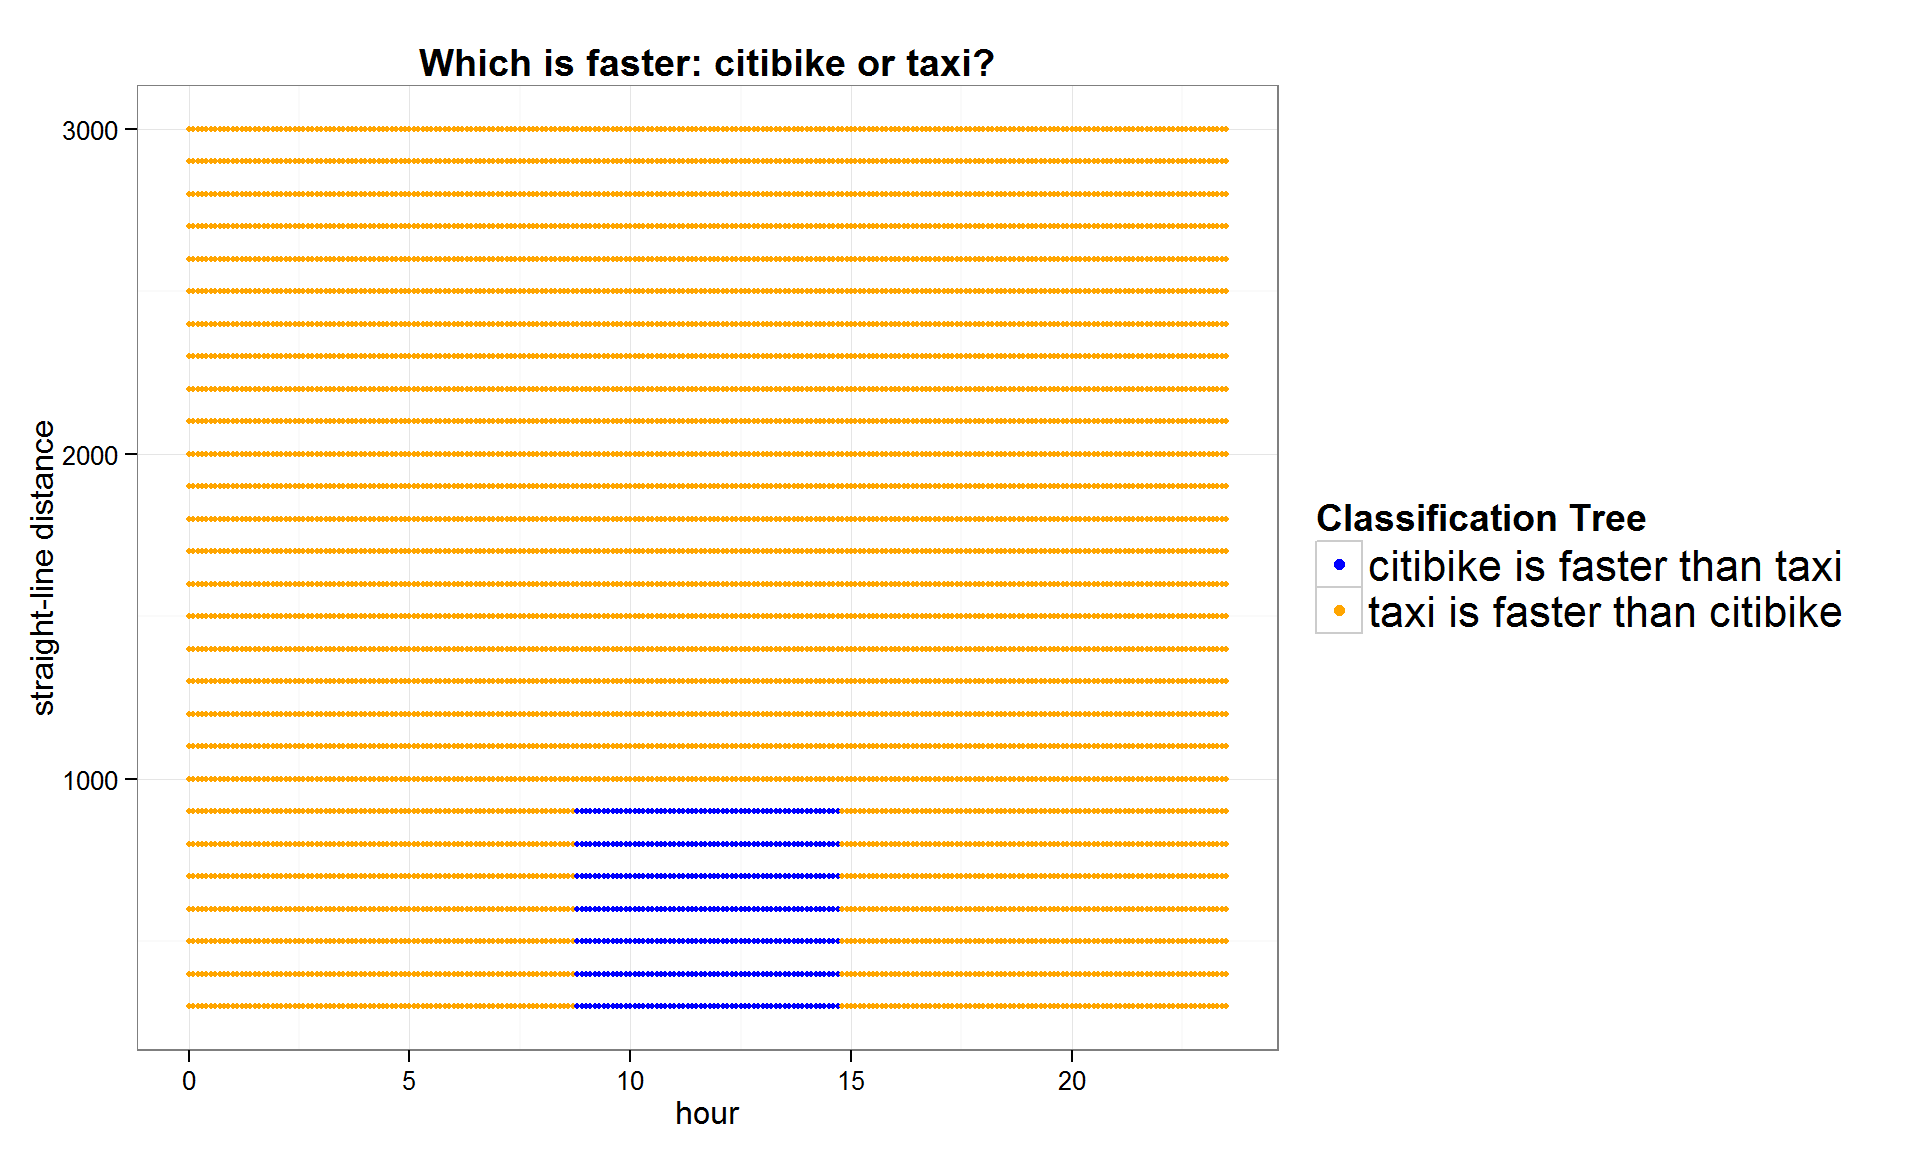 Which is faster: citibike or taxi?
3000
2000
1000
straight-line distance
0 5 10 15 20
hour
Classification Tree
citibike is faster than taxi
taxi is faster than citibike